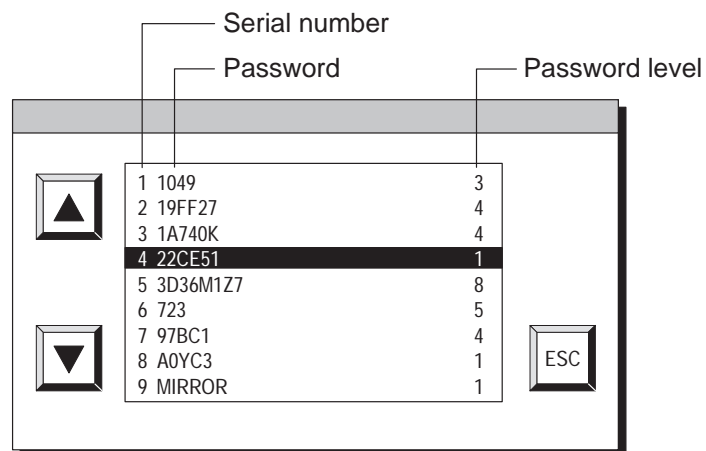 Serial number
Password Password level
1 1049 3
2 19FF27 4
3 1A740K 4
4 22CE51 1
5 3D36M1Z7 8
6 723 5
7 97BC1 4
8 A0YC3 1
9 MIRROR 1
ESC